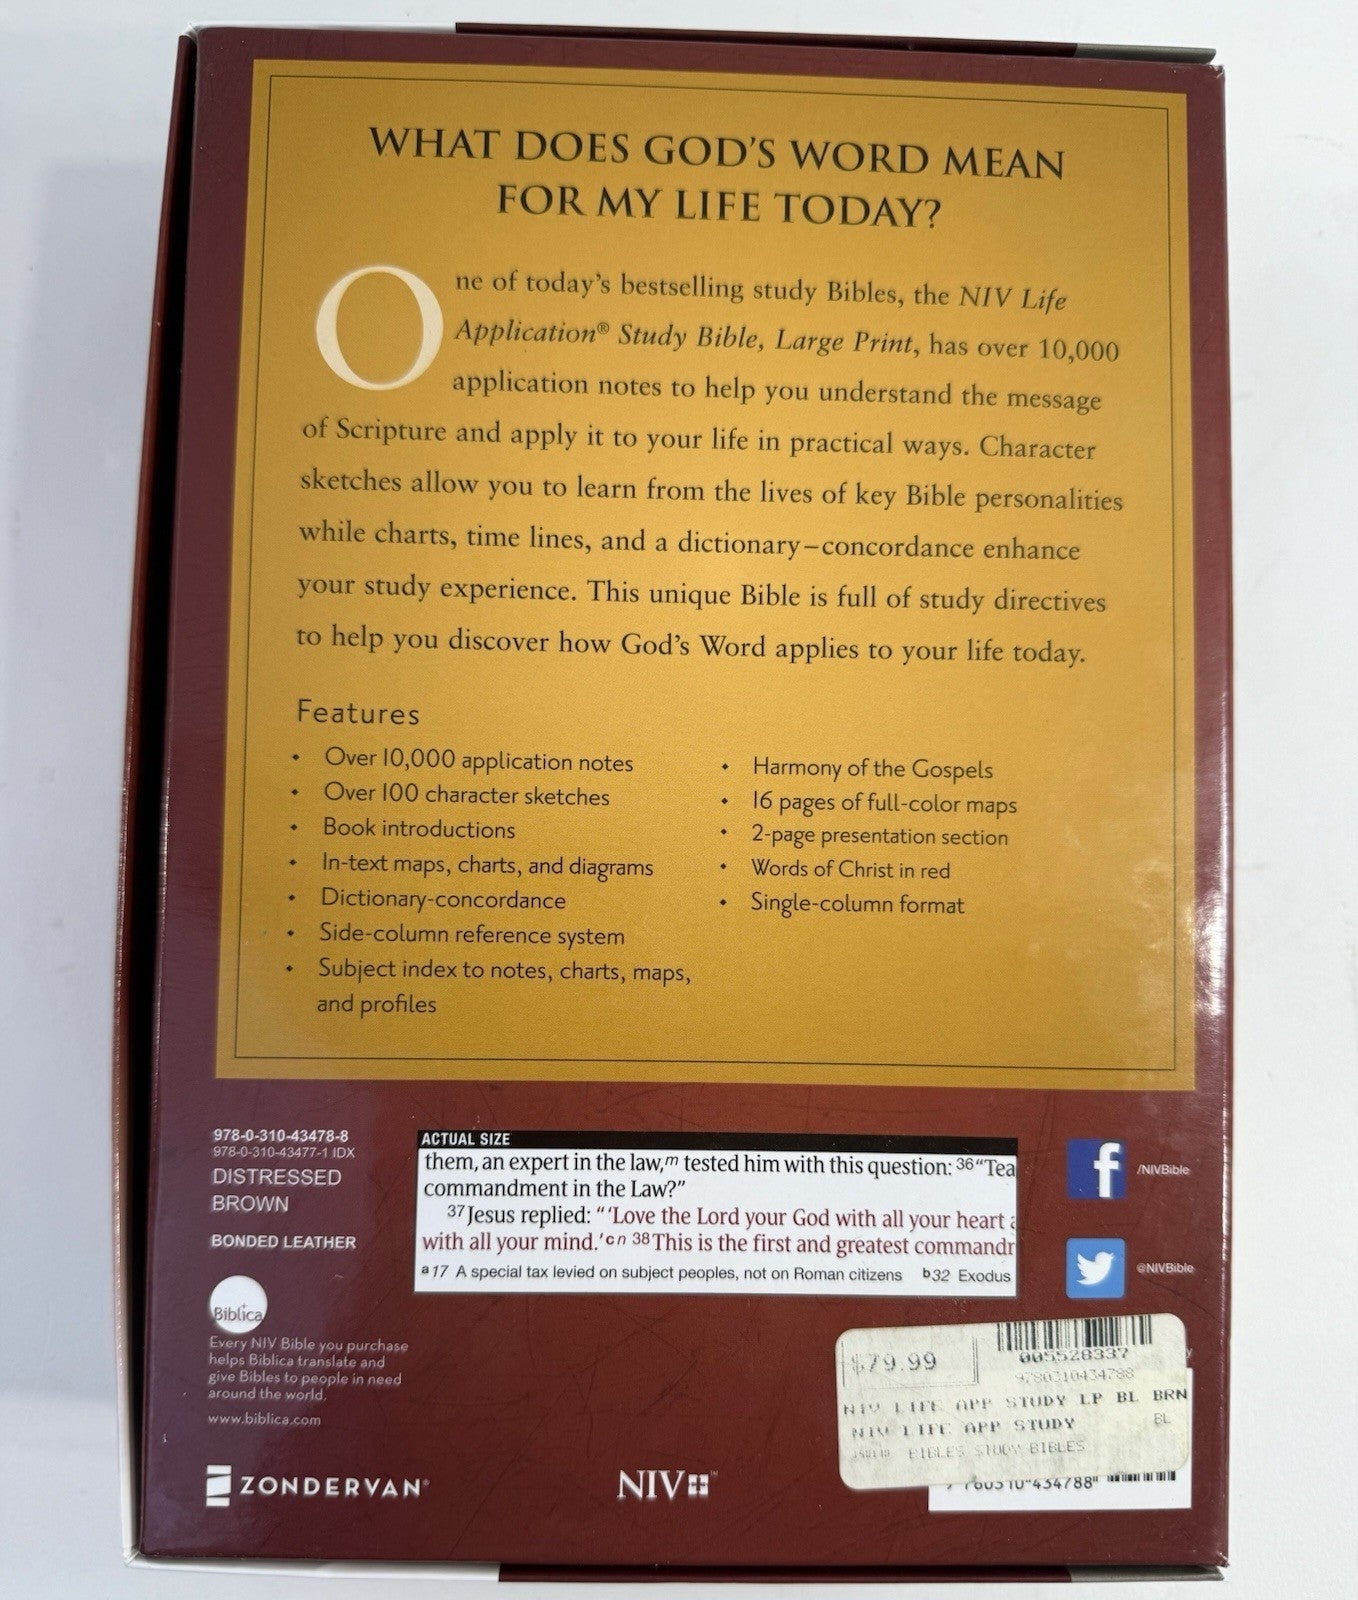 WHAT DOES GOD'S WORD MEAN
FOR MY LIFE TODAY?
One of today's bestselling study Bibles, the NIV Life
Application® Study Bible, Large Print, has over 10,000
application notes to help you understand the message
of Scripture and apply it to your life in practical ways. Character
sketches allow you to learn from the lives of key Bible personalities
while charts, time lines, and a dictionary–concordance enhance
your study experience. This unique Bible is full of study directives
to help you discover how God's Word applies to your life today.
Features
• Over 10,000 application notes
• Over 100 character sketches
• Book introductions
• In-text maps, charts, and diagrams
• Dictionary-concordance
• Side-column reference system
• Subject index to notes, charts, maps,
and profiles
• Harmony of the Gospels
• 16 pages of full-color maps
• 2-page presentation section
• Words of Christ in red
• Single-column format
978-0-310-43478-8
978-0-310-43477-1 IDX
DISTRESSED
BROWN
BONDED LEATHER
Biblica
Every NIV Bible you purchase
helps Biblica translate and
give Bibles to people in need
around the world.
www.biblica.com
ZONDERVAN®
ACTUAL SIZE
them, an expert in the law,m tested him with this question: 36 "Tea
commandment in the Law?"
37 Jesus replied: "'Love the Lord your God with all your heart
with all your mind.'c n 38 This is the first and greatest commandr
a 17 A special tax levied on subject peoples, not on Roman citizens b 32 Exodus
NIV™
f /NIVBible
@NIVBible
$79.99
005528337
9780310434788
NIV LIFE APP STUDY LP BL BRN
NIV LIFE APP STUDY BL
BIBLES STUDY BIBLES
434788